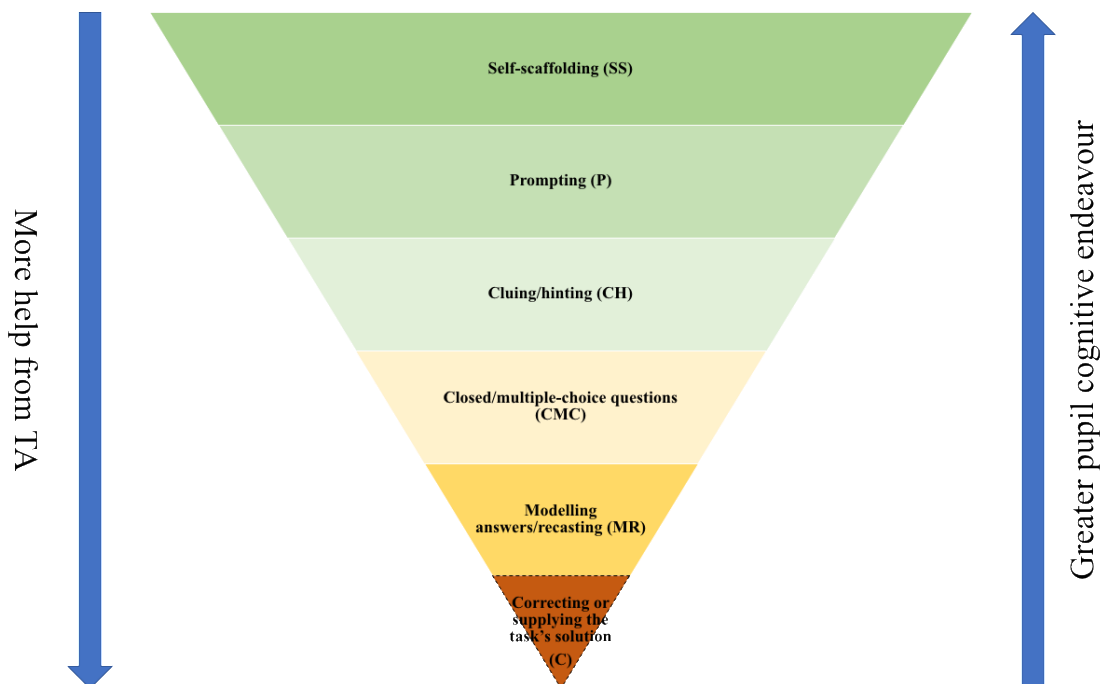 Self-scaffolding (SS)
Prompting (P)
Cluing/hinting (CH)
Closed/multiple-choice questions
(CMC)
Modelling
answers/recasting (MR)
Correcting or
supplying the
task's solution
(C)
More help from TA
Greater pupil cognitive endeavour